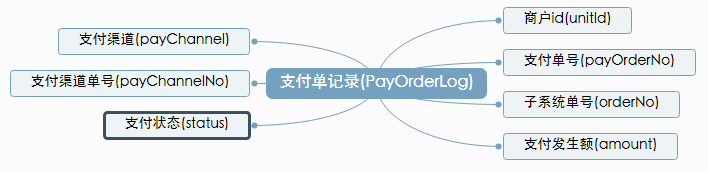 支付渠道(payChannel)
支付渠道单号(payChannelNo)
支付状态(status)
支付单记录(PayOrderLog)
商户id(unitId)
支付单号(payOrderNo)
子系统单号(orderNo)
支付发生额(amount)